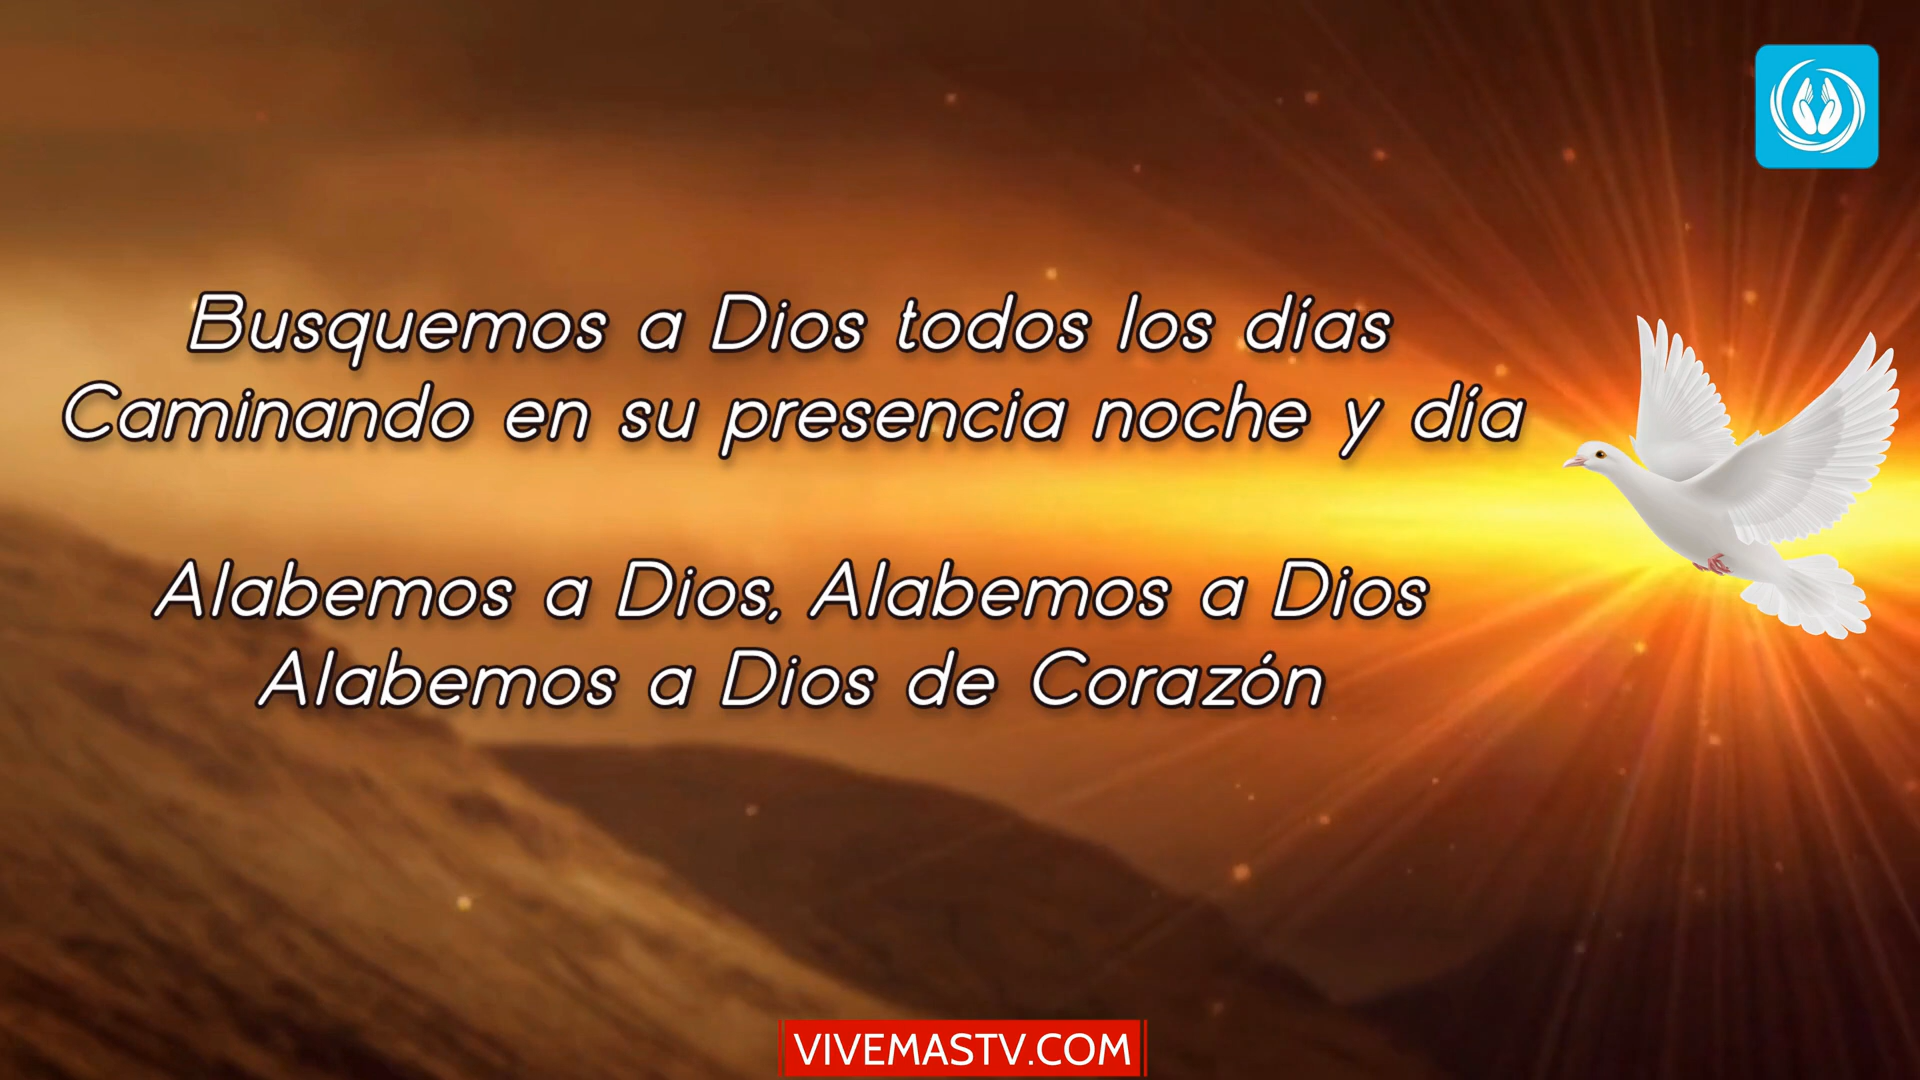 Busquemos a Dios todos los días
Caminando en su presencia noche y día
Alabemos a Dios, Alabemos a Dios
Alabemos a Dios de Corazón
VIVEMASTV.COM